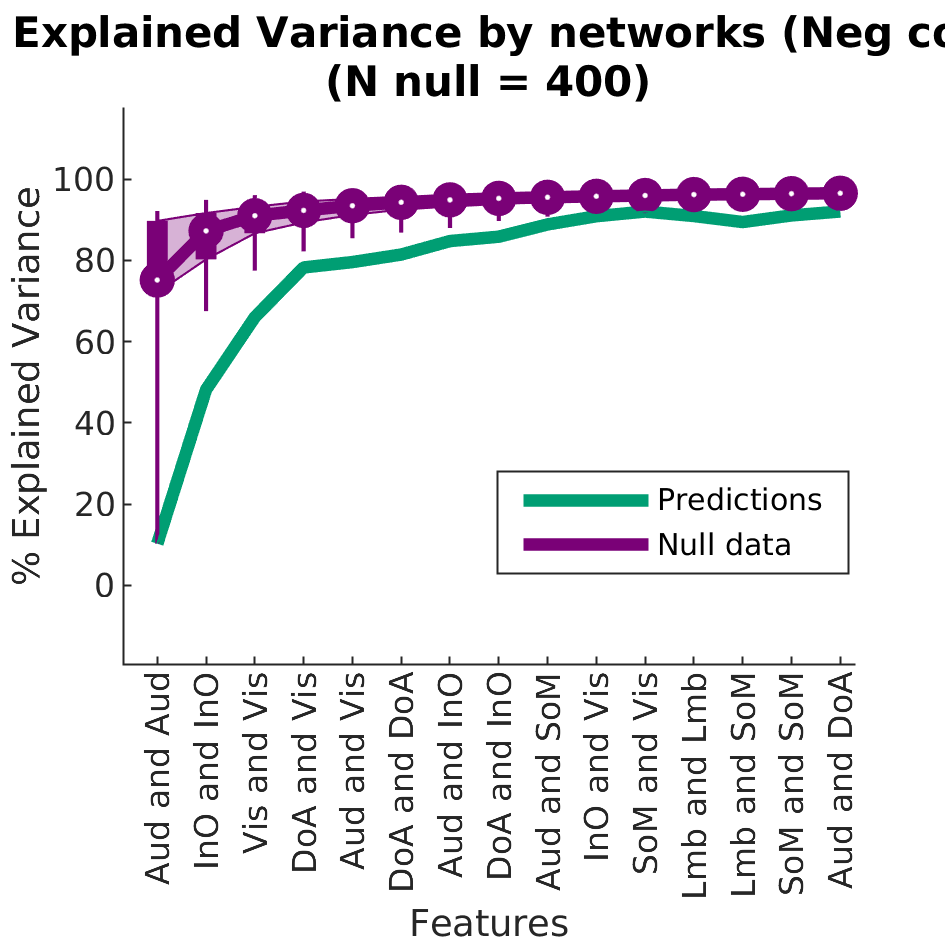 Explained Variance by networks (Neg co
(N null = 400)
% Explained Variance
100
80
60
40
20
0
Predictions
Null data
Aud and Aud
InO and InO
Vis and Vis
DoA and Vis
Aud and Vis
DoA and DoA
Aud and InO
DoA and InO
Aud and SoM
InO and Vis
SoM and Vis
Lmb and Lmb
Lmb and SoM
SoM and SoM
Aud and DoA
Features